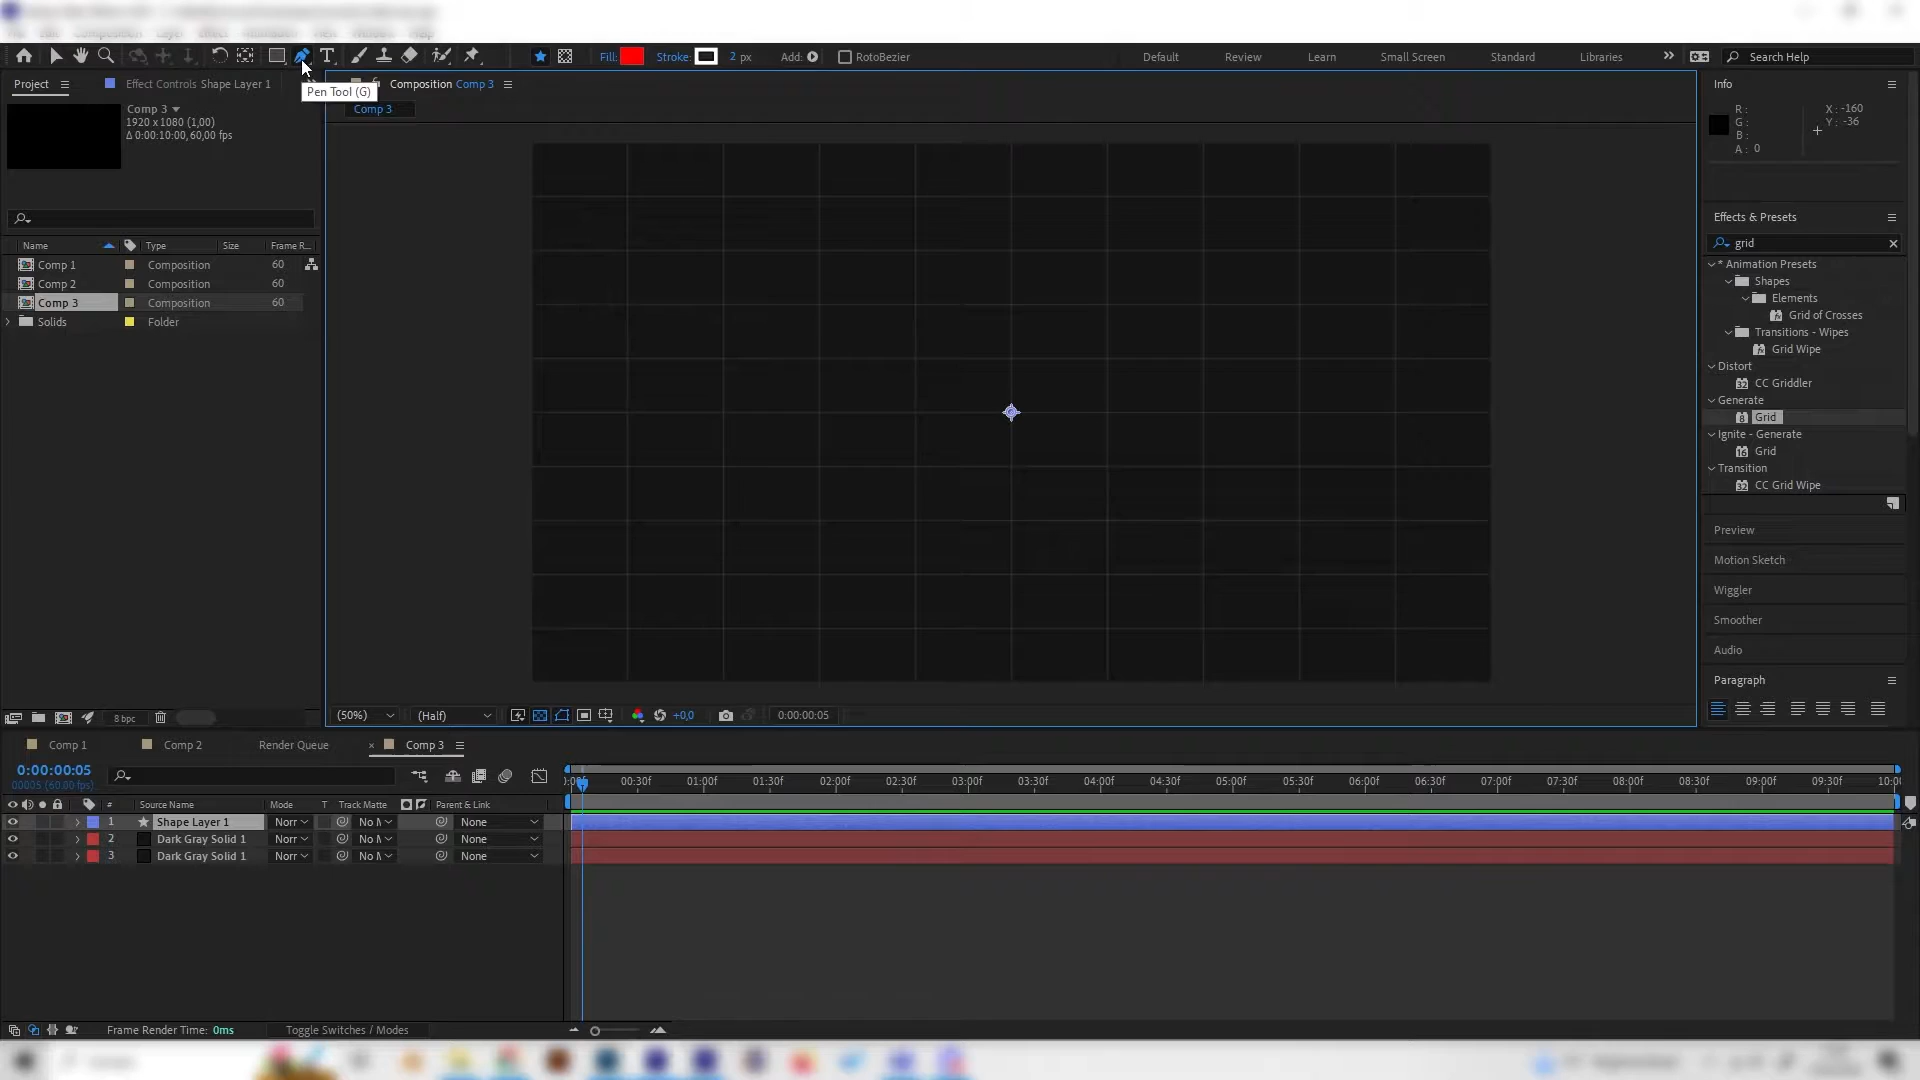 Fill:
Stroke:
2 px
Add:
RotoBezier
Default
Review
Learn
Small Screen
Standard
Libraries
Search Help
Project
Effect Controls Shape Layer 1
Pen Tool (G)
Composition Comp 3
Comp 3
Comp 3
1920 x 1080 (1,00)
Δ 0:00:10:00, 60,00 fps
Name
Type
Size
Frame R...
Comp 1
Composition
60
Comp 2
Composition
60
Comp 3
Composition
60
Solids
Folder
8 bpc
(50%)
(Half)
+0,0
0:00:00:05
Info
R :
G :
B :
A : 0
X : -160
Y : -36
Effects & Presets
grid
* Animation Presets
Shapes
Elements
Grid of Crosses
Transitions - Wipes
Grid Wipe
Distort
CC Griddler
Generate
Grid
Ignite - Generate
Grid
Transition
CC Grid Wipe
Preview
Motion Sketch
Wiggler
Smoother
Audio
Paragraph
Comp 1
Comp 2
Render Queue
Comp 3
0:00:00:05
00005 (60.00 fps)
#
Source Name
Mode
T
Track Matte
Parent & Link
1
Shape Layer 1
Norr
No M
None
2
Dark Gray Solid 1
Norr
No M
None
3
Dark Gray Solid 1
Norr
No M
None
00:30f
01:00f
01:30f
02:00f
02:30f
03:00f
03:30f
04:00f
04:30f
05:00f
05:30f
06:00f
06:30f
07:00f
07:30f
08:00f
08:30f
09:00f
09:30f
10:00
Frame Render Time: 0ms
Toggle Switches / Modes